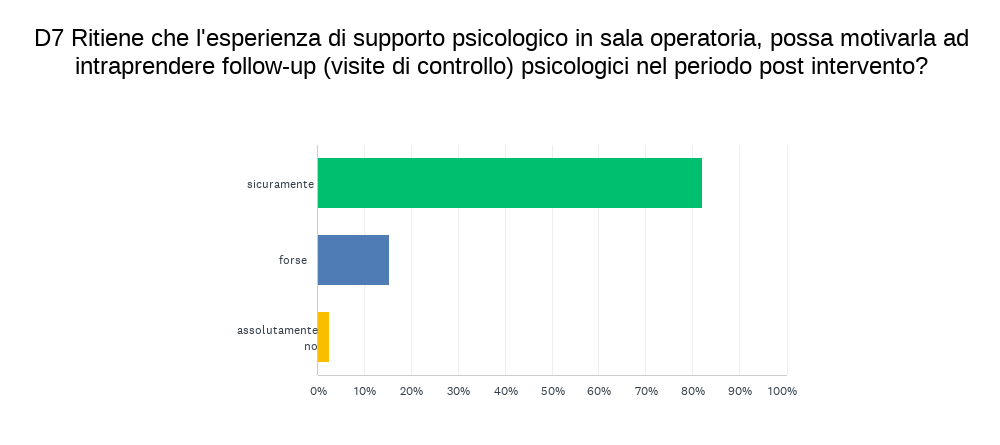 D7 Ritiene che l'esperienza di supporto psicologico in sala operatoria, possa motivarla ad
intraprendere follow-up (visite di controllo) psicologici nel periodo post intervento?
sicuramente
forse
assolutamente
no
0% 10% 20% 30% 40% 50% 60% 70% 80% 90% 100%